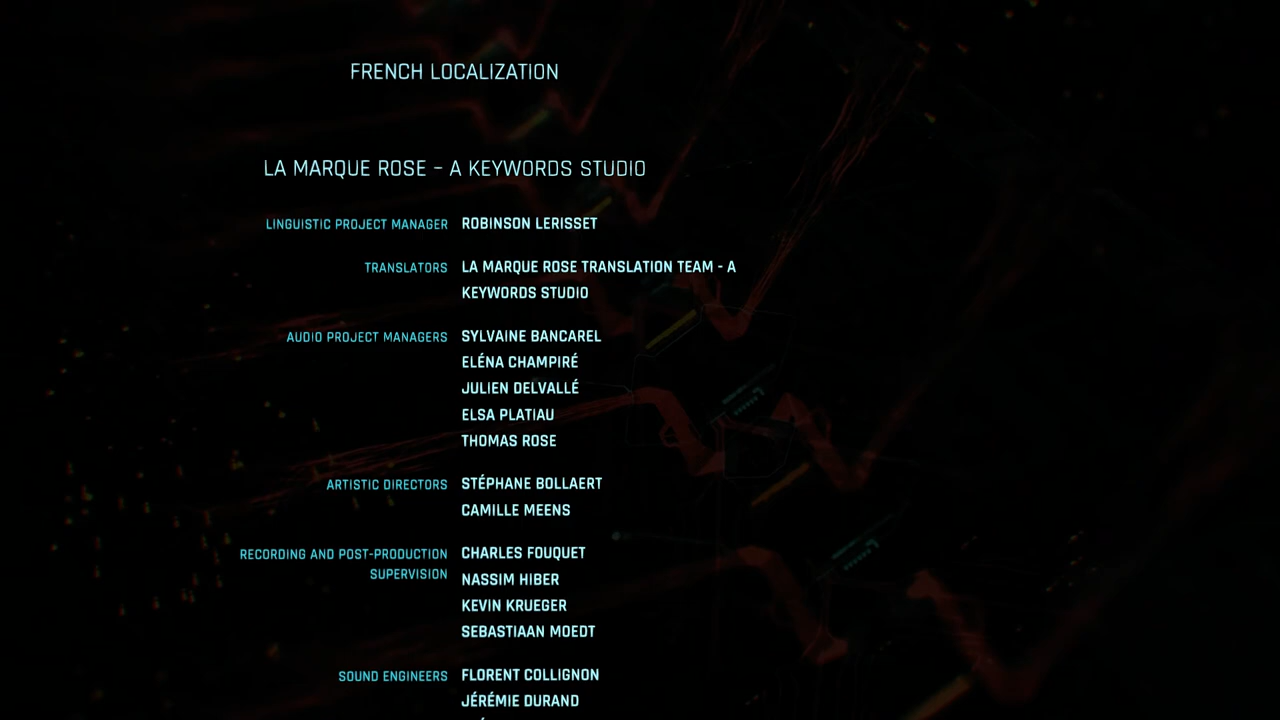 FRENCH LOCALIZATION
LA MARQUE ROSE – A KEYWORDS STUDIO
LINGUISTIC PROJECT MANAGER ROBINSON LERISSET
TRANSLATORS LA MARQUE ROSE TRANSLATION TEAM - A
KEYWORDS STUDIO
AUDIO PROJECT MANAGERS SYLVAINE BANCAREL
ELÉNA CHAMPIRÉ
JULIEN DELVALLÉ
ELSA PLATIAU
THOMAS ROSE
ARTISTIC DIRECTORS STÉPHANE BOLLAERT
CAMILLE MEENS
RECORDING AND POST-PRODUCTION CHARLES FOUQUET
SUPERVISION NASSIM HIBER
KEVIN KRUEGER
SEBASTIAAN MOEDT
SOUND ENGINEERS FLORENT COLLIGNON
JÉRÉMIE DURAND